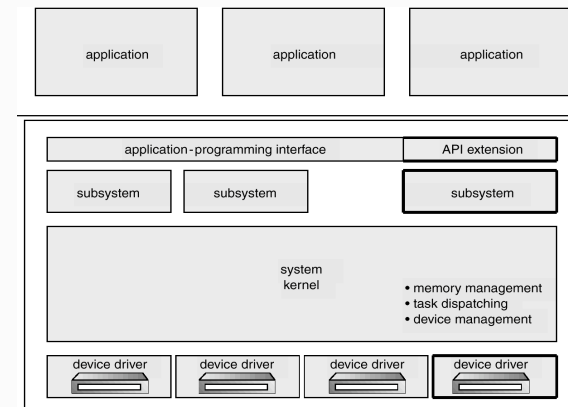 application application application
application-programming interface API extension
subsystem subsystem subsystem
system
kernel
• memory management
• task dispatching
• device management
device driver device driver device driver device driver